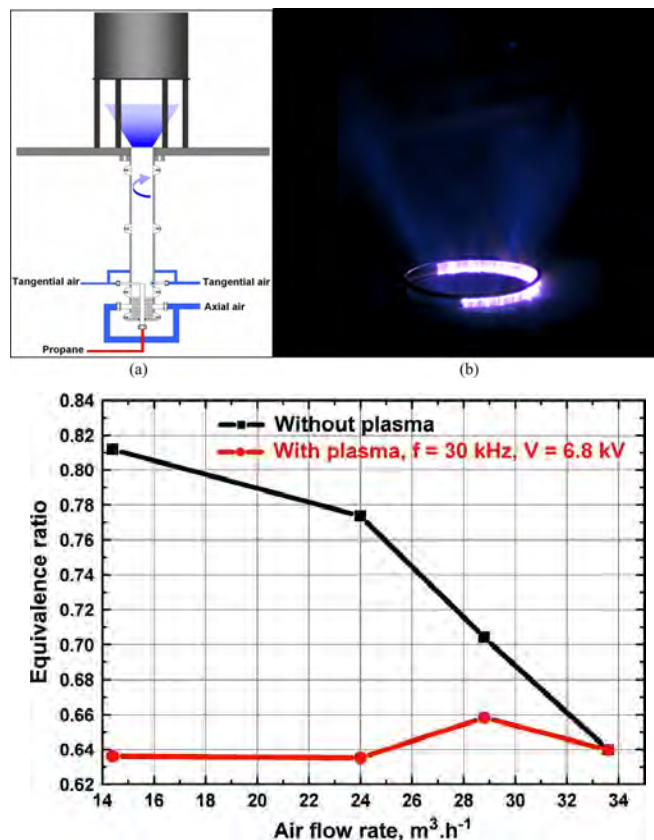 Tangential air
Tangential air
Axial air
Propane
(a)
(b)
0.84
0.82
0.80
0.78
0.76
0.74
0.72
0.70
0.68
0.66
0.64
0.62
Equivalence ratio
Without plasma
With plasma, f = 30 kHz, V = 6.8 kV
14 16 18 20 22 24 26 28 30 32 34
Air flow rate, m³.h⁻¹